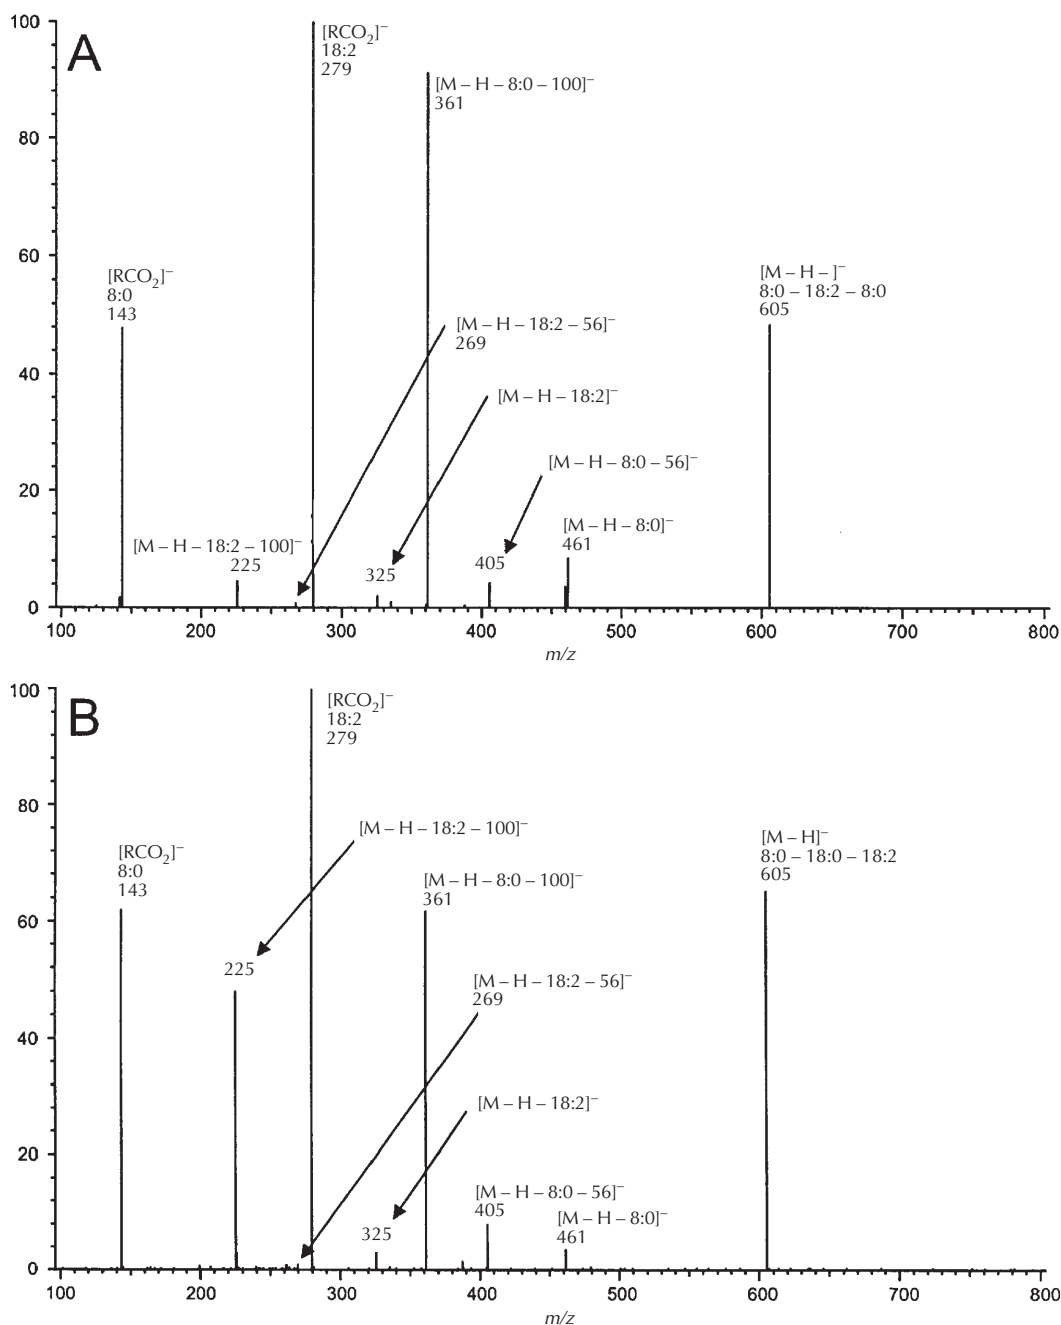 A
100
80
60
40
20
0
[RCO2]−
18:2
279
[M – H – 8:0 – 100]−
361
[RCO2]−
8:0
143
[M – H – ]−
8:0 – 18:2 – 8:0
605
[M – H – 18:2 – 56]−
269
[M – H – 18:2]−
[M – H – 8:0 – 56]−
[M – H – 8:0]−
461
[M – H – 18:2 – 100]−
225
325
405
100 200 300 400 500 600 700 800
m/z
B
100
80
60
40
20
0
[RCO2]−
18:2
279
[M – H – 18:2 – 100]−
[M – H]−
8:0 – 18:0 – 18:2
605
[RCO2]−
8:0
143
[M – H – 8:0 – 100]−
361
225
[M – H – 18:2 – 56]−
269
[M – H – 18:2]−
[M – H – 8:0 – 56]−
405
[M – H – 8:0]−
461
325
100 200 300 400 500 600 700 800
m/z